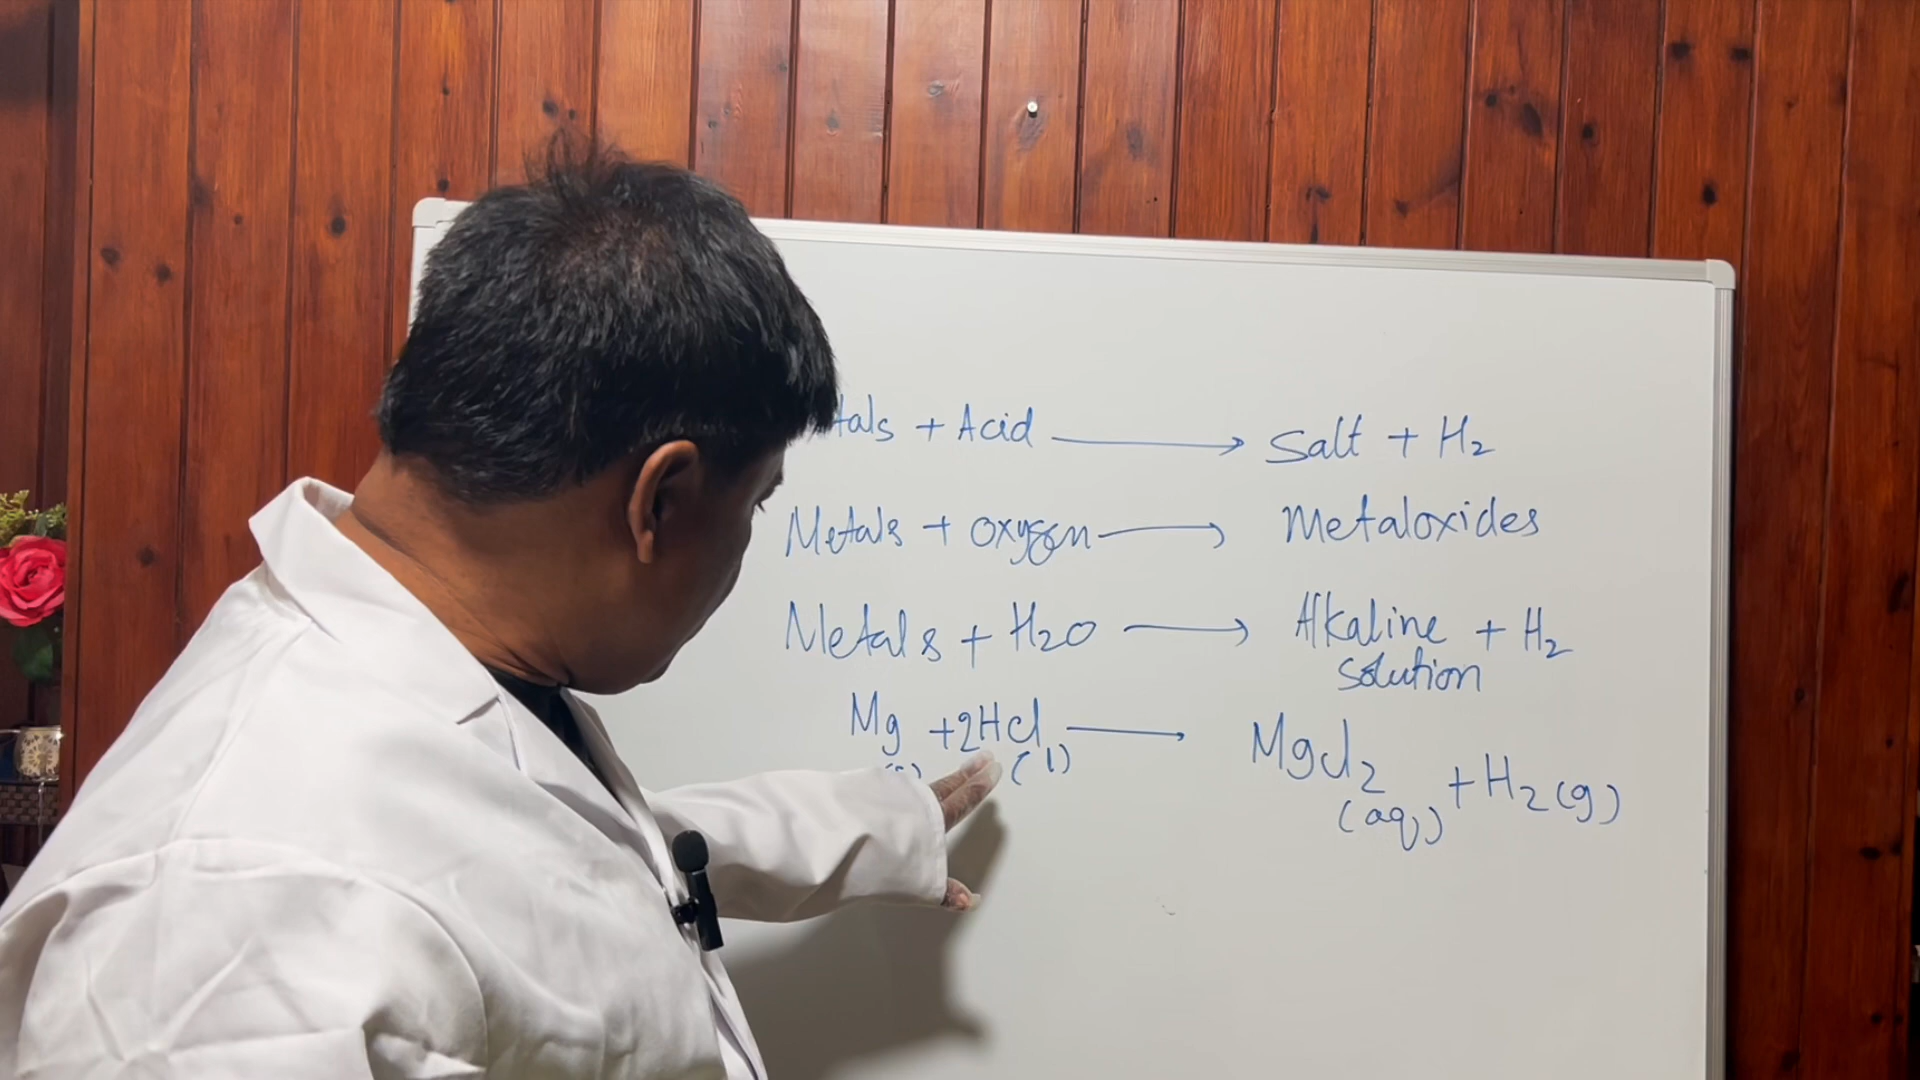 tals + Acid ⟶ Salt + H₂
Metals + oxygen ⟶ Metaloxides
Metals + H₂O ⟶ Alkaline + H₂
solution
Mg + 2HCl ⟶ MgCl₂ + H₂ (g)
(l) (aq)